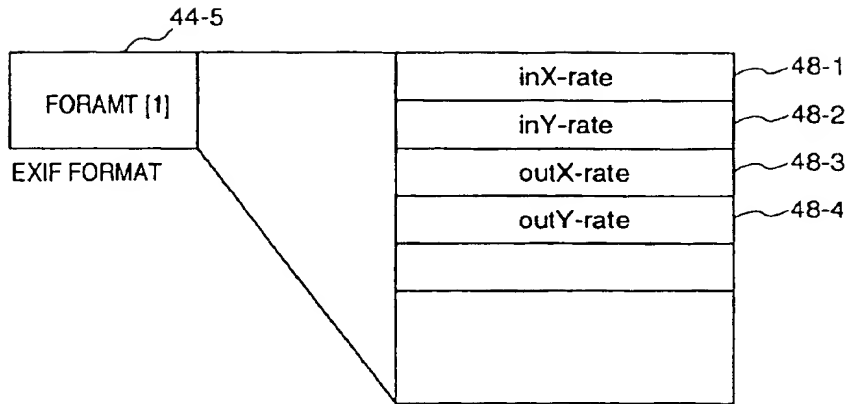 44-5
FORAMT [1]
EXIF FORMAT
inX-rate
48-1
inY-rate
48-2
outX-rate
48-3
outY-rate
48-4